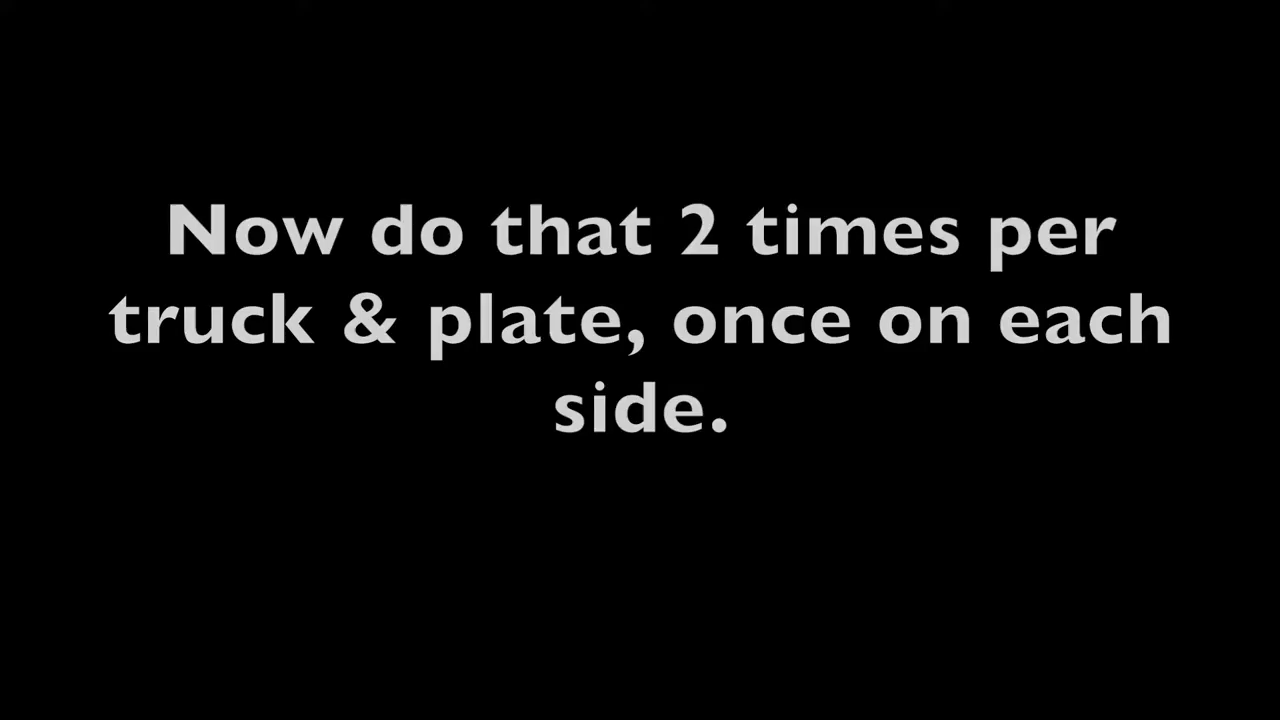 Now do that 2 times per
truck & plate, once on each
side.